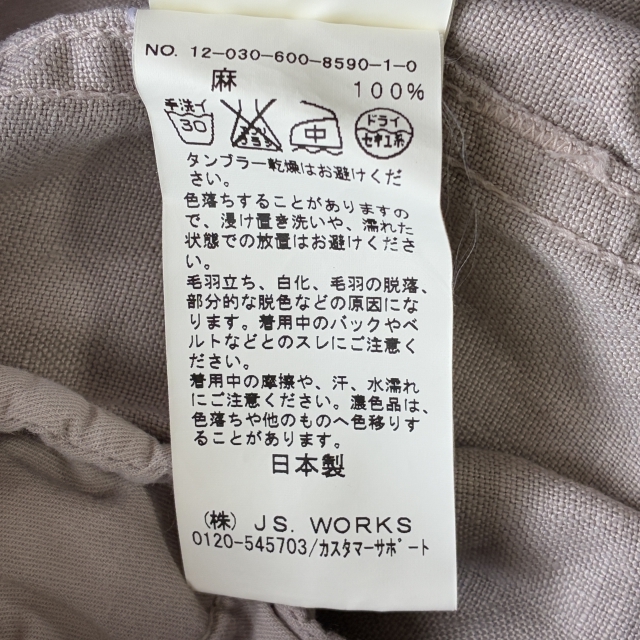 NO. 12-030-600-8590-1-0
麻 100%
手洗イ
30
エンソ
サラシ
中
ドライ
セキユ系
タンブラー乾燥はお避けくだ
さい。
色落ちすることがありますの
で、浸け置き洗いや、濡れた
状態での放置はお避けくださ
い。
毛羽立ち、白化、毛羽の脱落、
部分的な脱色などの原因にな
ります。着用中のバックやベ
ルトなどとのスレにご注意く
ださい。
着用中の摩擦や、汗、水濡れ
にご注意ください。濃色品は、
色落ちや他のものへ色移りす
ることがあります。
日本製
(株) JS. WORKS
0120-545703/カスタマーサポート